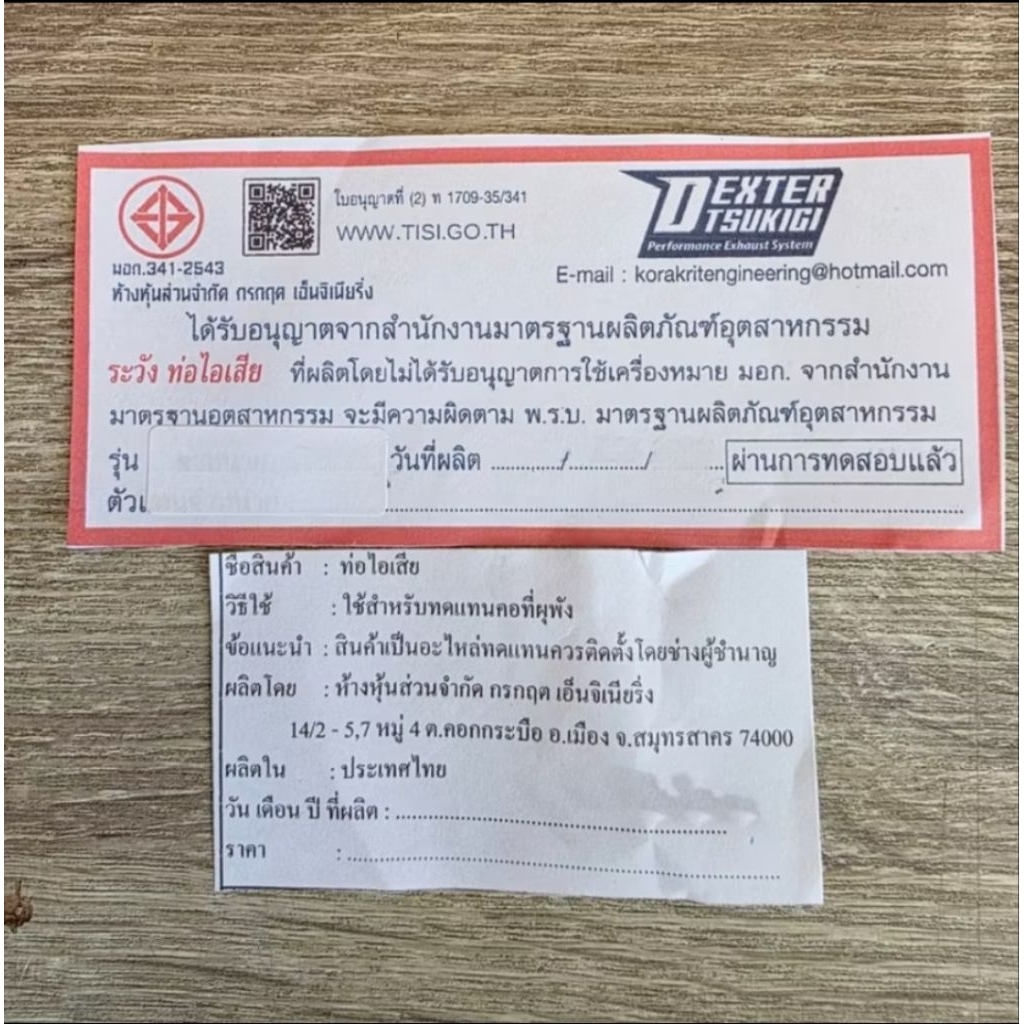 ใบอนุญาตที่ (2) ท 1709-35/341
WWW.TISI.GO.TH
DEXTER
TSUKIGI
Performance Exhaust System
มอก.341-2543
E-mail : korakritengineering@hotmail.com
ห้างหุ้นส่วนจำกัด กรกฤต เอ็นจิเนียริ่ง
ได้รับอนุญาตจากสำนักงานมาตรฐานผลิตภัณฑ์อุตสาหกรรม
ระวัง ท่อไอเสีย ที่ผลิตโดยไม่ได้รับอนุญาตการใช้เครื่องหมาย มอก. จากสำนักงาน
มาตรฐานอุตสาหกรรม จะมีความผิดตาม พ.ร.บ. มาตรฐานผลิตภัณฑ์อุตสาหกรรม
รุ่น วันที่ผลิต ............/............../ ... ผ่านการทดสอบแล้ว
ชื่อสินค้า : ท่อไอเสีย
วิธีใช้ : ใช้สำหรับทดแทนคอที่ผุพัง
ข้อแนะนำ : สินค้าเป็นอะไหล่ทดแทนควรติดตั้งโดยช่างผู้ชำนาญ
ผลิตโดย : ห้างหุ้นส่วนจำกัด กรกฤต เอ็นจิเนียริ่ง
14/2 - 5,7 หมู่ 4 ต.คอกกระบือ อ.เมือง จ.สมุทรสาคร 74000
ผลิตใน : ประเทศไทย
วัน เดือน ปี ที่ผลิต : ......................................................
ราคา : ......................................................